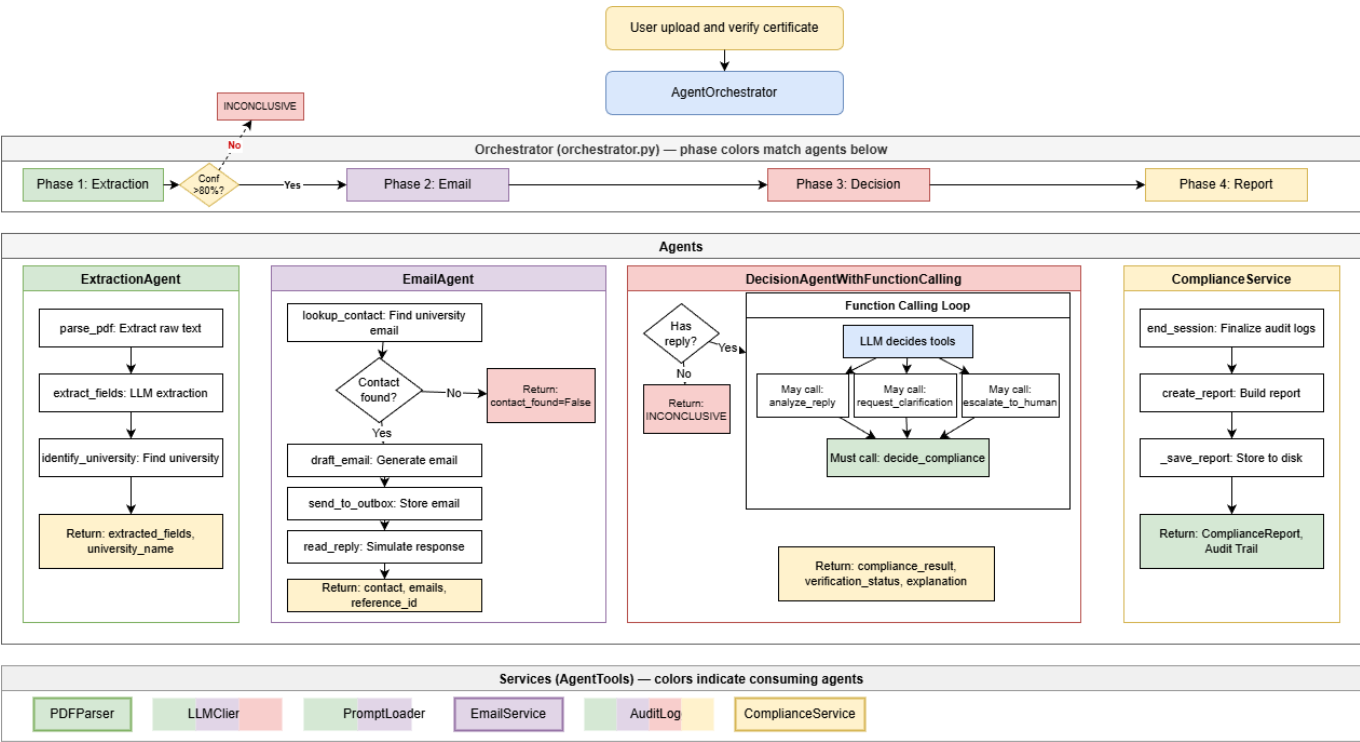 User upload and verify certificate
AgentOrchestrator
INCONCLUSIVE
No
Orchestrator (orchestrator.py) — phase colors match agents below
Phase 1: Extraction
Conf
>80%?
Yes
Phase 2: Email
Phase 3: Decision
Phase 4: Report
Agents
ExtractionAgent
parse_pdf: Extract raw text
extract_fields: LLM extraction
identify_university: Find university
Return: extracted_fields,
university_name
EmailAgent
lookup_contact: Find university
email
Contact
found?
No
Return:
contact_found=False
Yes
draft_email: Generate email
send_to_outbox: Store email
read_reply: Simulate response
Return: contact, emails,
reference_id
DecisionAgentWithFunctionCalling
Has
reply?
Yes
No
Return:
INCONCLUSIVE
Function Calling Loop
LLM decides tools
May call:
analyze_reply
May call:
request_clarification
May call:
escalate_to_human
Must call: decide_compliance
Return: compliance_result,
verification_status, explanation
ComplianceService
end_session: Finalize audit logs
create_report: Build report
_save_report: Store to disk
Return: ComplianceReport,
Audit Trail
Services (AgentTools) — colors indicate consuming agents
PDFParser
LLMClier
PromptLoader
EmailService
AuditLog
ComplianceService